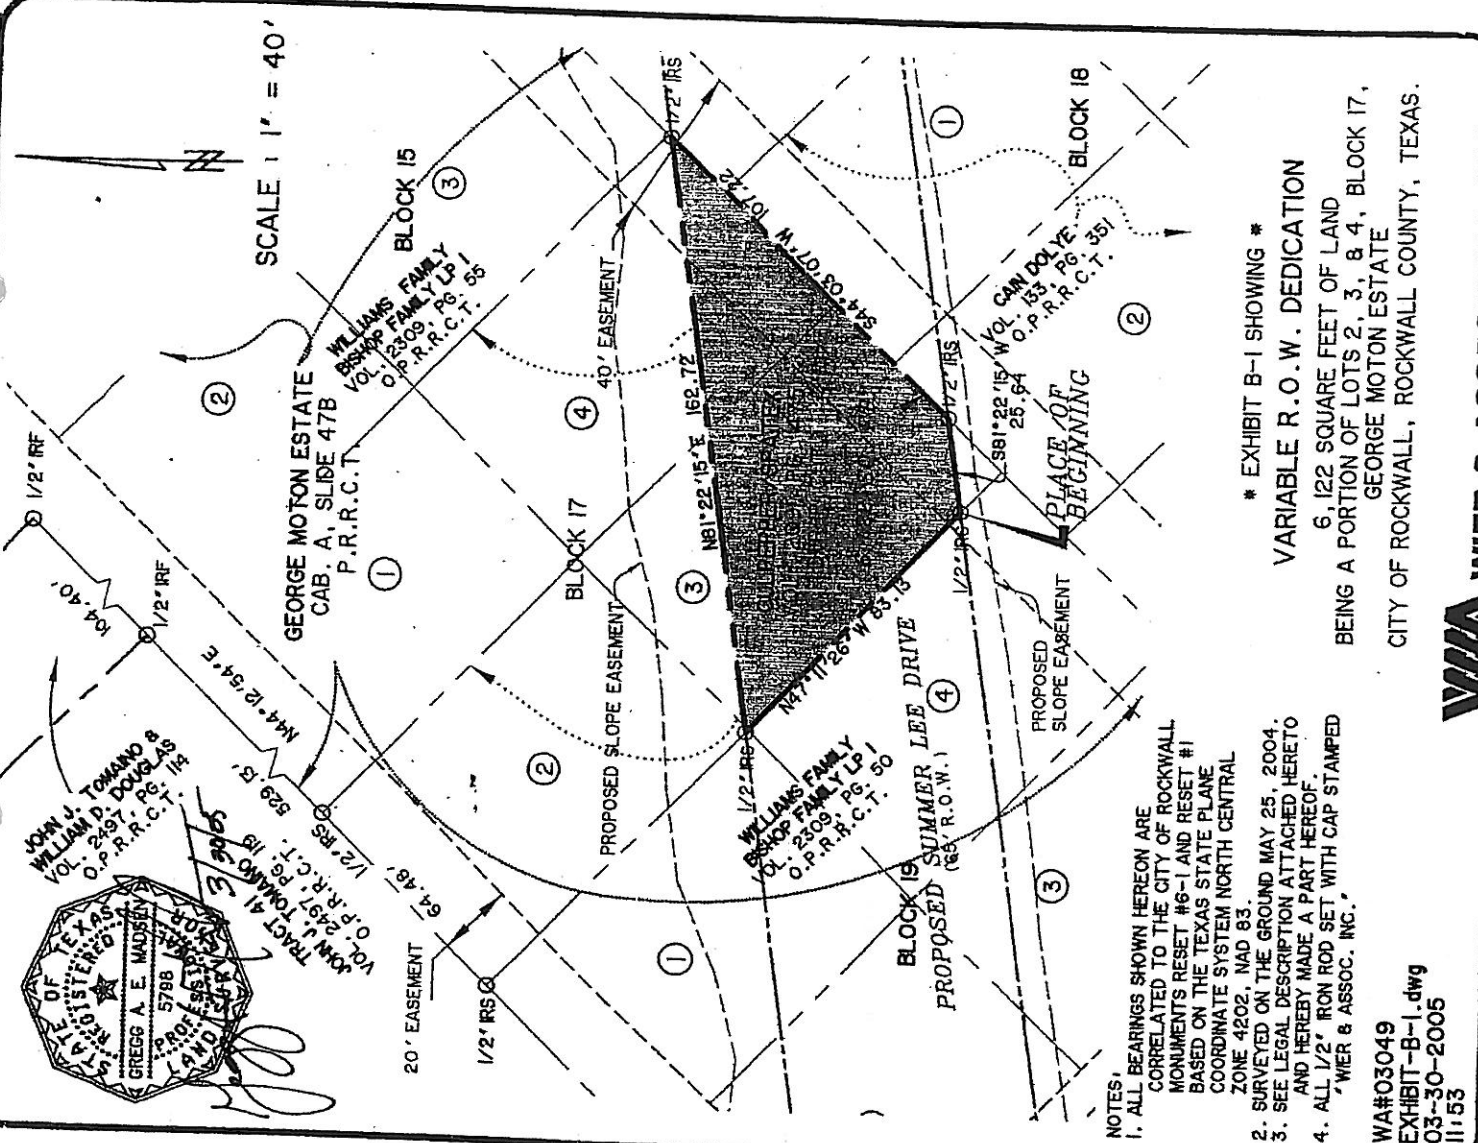 SCALE : 1" = 40'
BLOCK 15
3
1/2" IRS
1
BLOCK 18
2
1/2" IRF
104.40'
1/2" IRF
N44°12'54"E
529.13'
GEORGE MOTON ESTATE
CAB. A, SLIDE 47B
P.R.R.C.T.
1
WILLIAMS FAMILY
BISHOP FAMILY LP I
VOL. 2309, PG. 55
O.P.R.R.C.T.
40' EASEMENT
4
BLOCK 17
N81°22'15"E 162.72
3
S44°03'07"W 107.22
CAIN DOLYE
VOL. 133, PG. 351
O.P.R.R.C.T.
2
1/2" IRS
S81°22'15"W
25.64
PLACE OF
BEGINNING
1/2" IRS
N47°11'26"W 83.13
1/2" IRS
JOHN J. TOMAINO &
WILLIAM D. DOUGLAS
VOL. 2497, PG. 114
O.P.R.R.C.T.
TRACT 41
JOHN J. TOMAINO
VOL. 2497, PG. 119
O.P.R.R.C.T.
1/2" IRS
64.48'
20' EASEMENT
1/2" IRS
STATE OF TEXAS
REGISTERED
GREGG A. E. MADSEN
5798
PROFESSIONAL
LAND SURVEYOR
2
1
PROPOSED SLOPE EASEMENT
WILLIAMS FAMILY
BISHOP FAMILY LP I
VOL. 2309, PG. 50
O.P.R.R.C.T.
BLOCK 19
PROPOSED SUMMER LEE DRIVE
(65' R.O.W.)
4
3
PROPOSED
SLOPE EASEMENT
NOTES:
1. ALL BEARINGS SHOWN HEREON ARE
CORRELATED TO THE CITY OF ROCKWALL
MONUMENTS RESET #6-1 AND RESET #1
BASED ON THE TEXAS STATE PLANE
COORDINATE SYSTEM NORTH CENTRAL
ZONE 4202, NAD 83.
2. SURVEYED ON THE GROUND MAY 25, 2004.
3. SEE LEGAL DESCRIPTION ATTACHED HERETO
AND HEREBY MADE A PART HEREOF.
4. ALL 1/2" IRON ROD SET WITH CAP STAMPED
"WIER & ASSOC. INC."
* EXHIBIT B-1 SHOWING *
VARIABLE R.O.W. DEDICATION
6,122 SQUARE FEET OF LAND
BEING A PORTION OF LOTS 2, 3, & 4, BLOCK 17,
GEORGE MOTON ESTATE
CITY OF ROCKWALL, ROCKWALL COUNTY, TEXAS.
WA#03049
EXHIBIT-B-1.dwg
03-30-2005
11:53